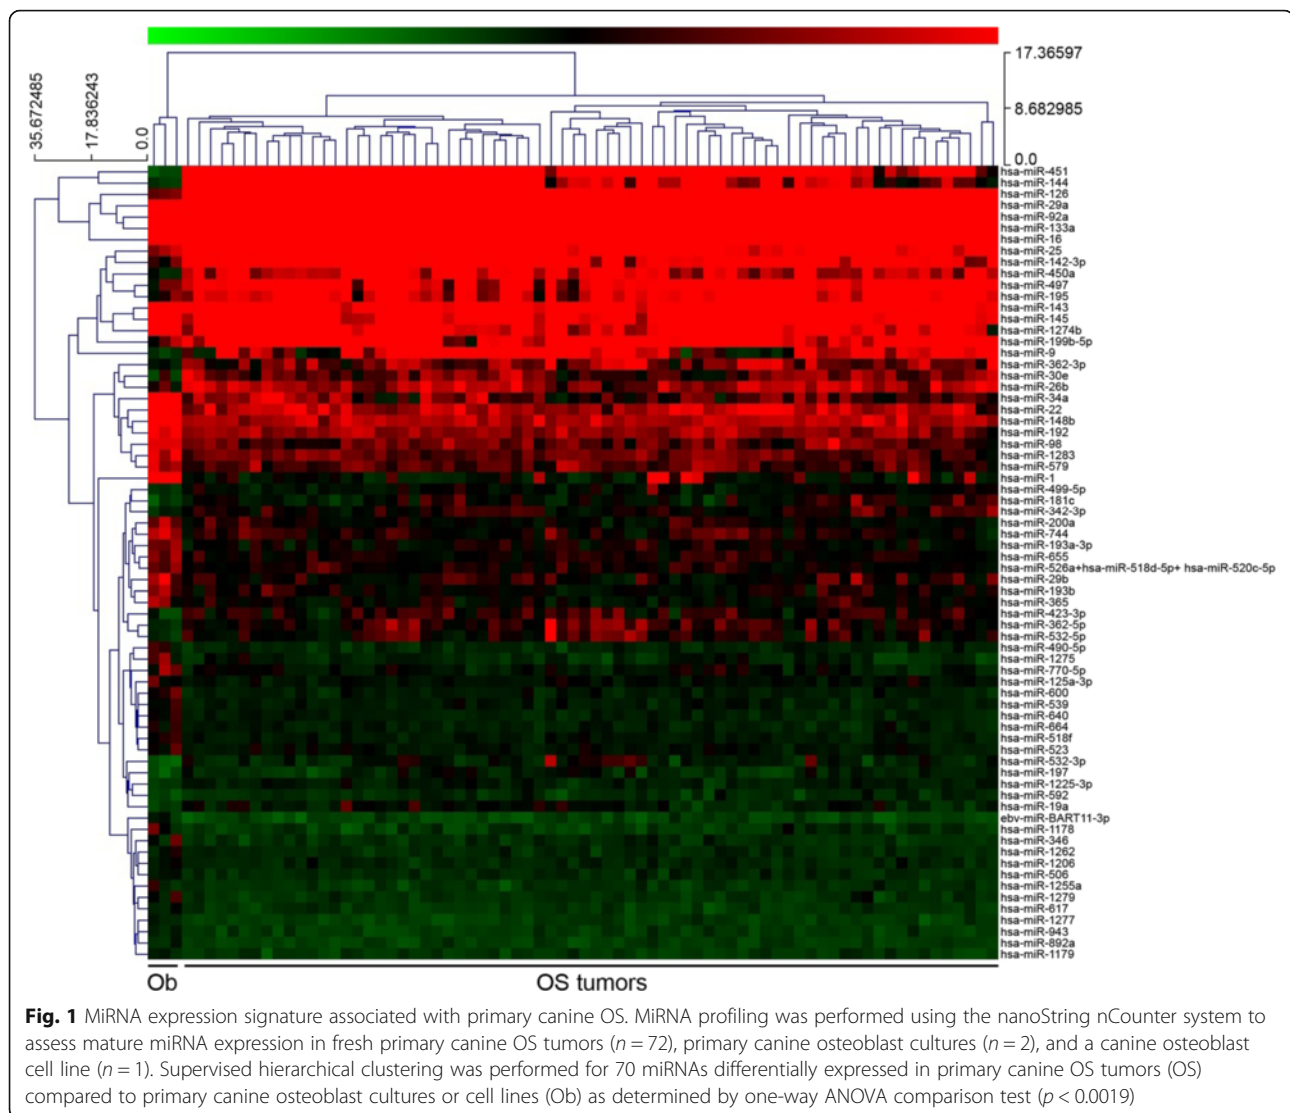 17.36597
8.682985
0.0
35.672485
17.836243
0.0
hsa-miR-451
hsa-miR-144
hsa-miR-126
hsa-miR-29a
hsa-miR-92a
hsa-miR-133a
hsa-miR-16
hsa-miR-25
hsa-miR-142-3p
hsa-miR-450a
hsa-miR-497
hsa-miR-195
hsa-miR-143
hsa-miR-145
hsa-miR-1274b
hsa-miR-199b-5p
hsa-miR-9
hsa-miR-362-3p
hsa-miR-30e
hsa-miR-26b
hsa-miR-34a
hsa-miR-22
hsa-miR-148b
hsa-miR-192
hsa-miR-98
hsa-miR-1283
hsa-miR-579
hsa-miR-1
hsa-miR-499-5p
hsa-miR-181c
hsa-miR-342-3p
hsa-miR-200a
hsa-miR-744
hsa-miR-193a-3p
hsa-miR-655
hsa-miR-526a+hsa-miR-518d-5p+ hsa-miR-520c-5p
hsa-miR-29b
hsa-miR-193b
hsa-miR-365
hsa-miR-423-3p
hsa-miR-362-5p
hsa-miR-532-5p
hsa-miR-490-5p
hsa-miR-1275
hsa-miR-770-5p
hsa-miR-125a-3p
hsa-miR-600
hsa-miR-539
hsa-miR-640
hsa-miR-664
hsa-miR-518f
hsa-miR-523
hsa-miR-532-3p
hsa-miR-197
hsa-miR-1225-3p
hsa-miR-592
hsa-miR-19a
ebv-miR-BART11-3p
hsa-miR-1178
hsa-miR-346
hsa-miR-1262
hsa-miR-1206
hsa-miR-506
hsa-miR-1255a
hsa-miR-1279
hsa-miR-617
hsa-miR-1277
hsa-miR-943
hsa-miR-892a
hsa-miR-1179
Ob OS tumors
Fig. 1 MiRNA expression signature associated with primary canine OS. MiRNA profiling was performed using the nanoString nCounter system to
assess mature miRNA expression in fresh primary canine OS tumors (n = 72), primary canine osteoblast cultures (n = 2), and a canine osteoblast
cell line (n = 1). Supervised hierarchical clustering was performed for 70 miRNAs differentially expressed in primary canine OS tumors (OS)
compared to primary canine osteoblast cultures or cell lines (Ob) as determined by one-way ANOVA comparison test (p < 0.0019)